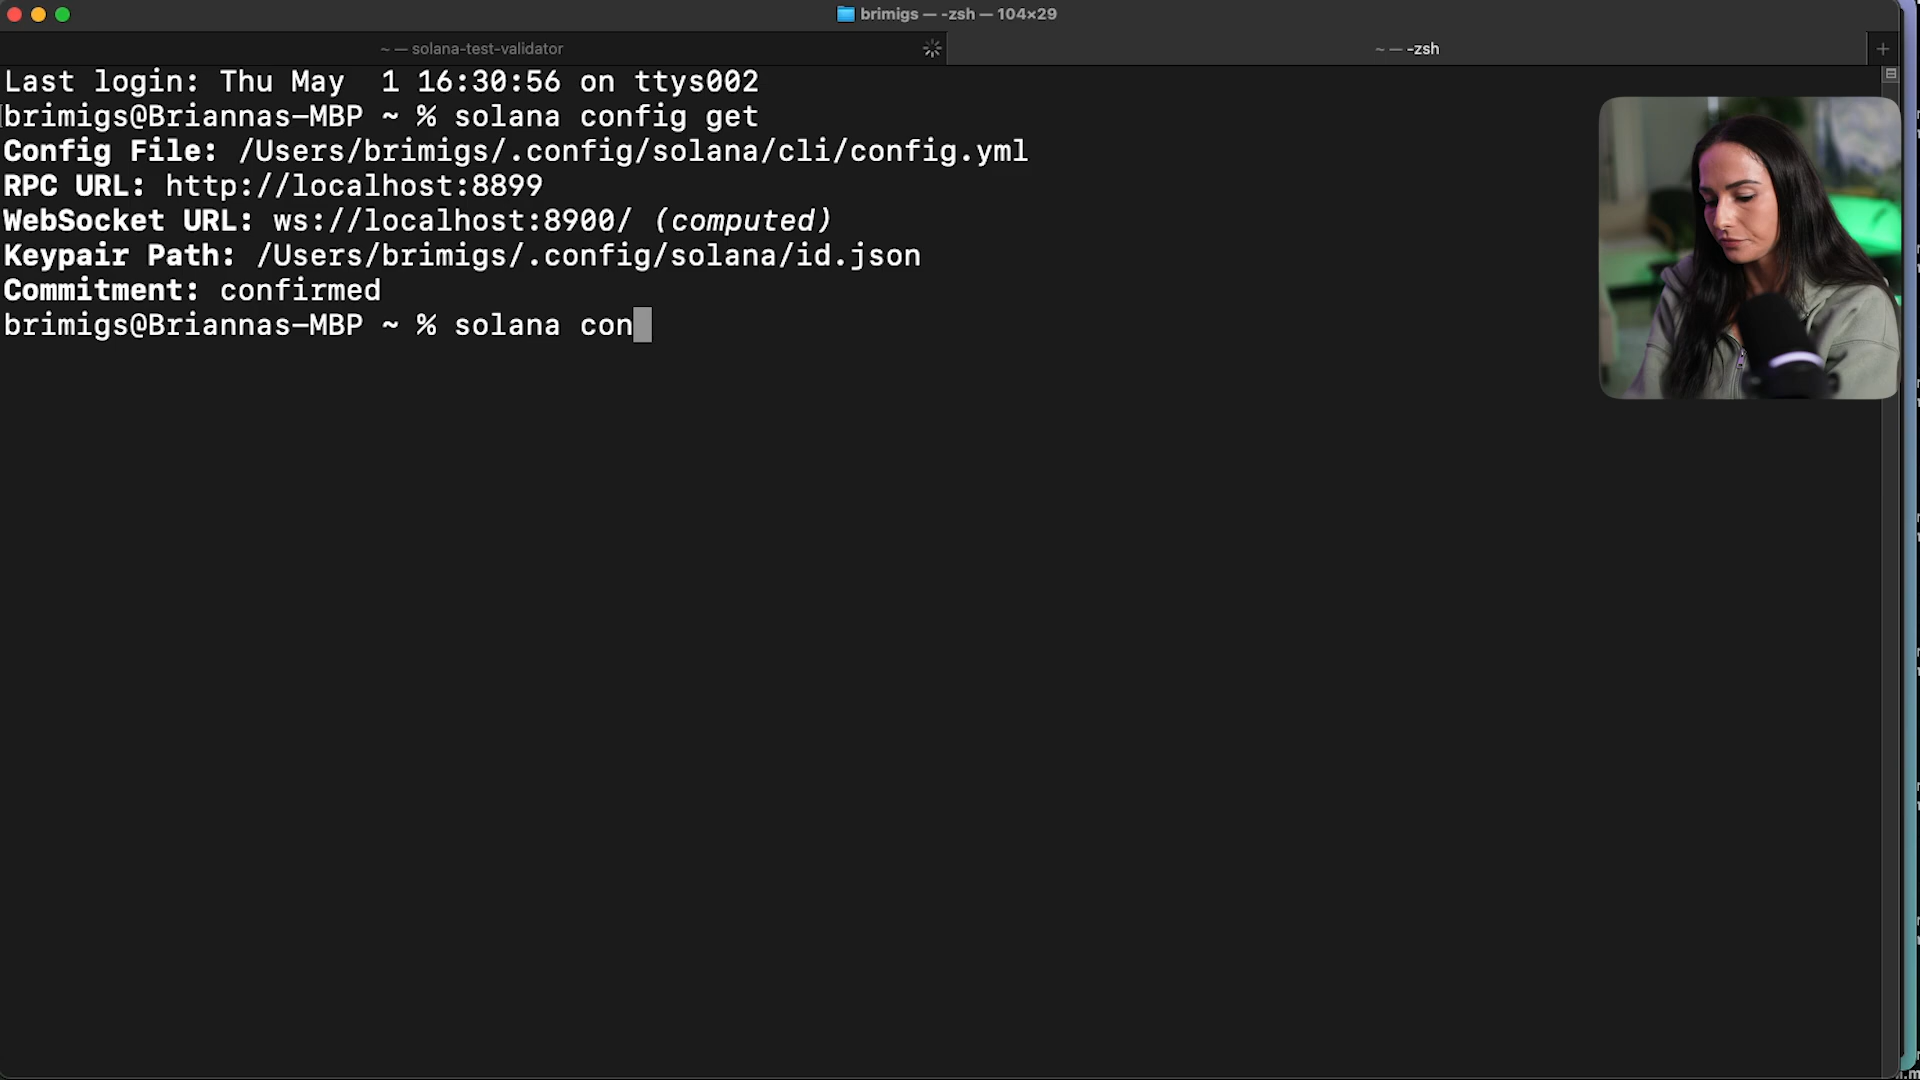 brimigs — -zsh — 104×29
~ — solana-test-validator
~ — -zsh
Last login: Thu May  1 16:30:56 on ttys002
brimigs@Briannas-MBP ~ % solana config get
Config File: /Users/brimigs/.config/solana/cli/config.yml
RPC URL: http://localhost:8899
WebSocket URL: ws://localhost:8900/ (computed)
Keypair Path: /Users/brimigs/.config/solana/id.json
Commitment: confirmed
brimigs@Briannas-MBP ~ % solana con